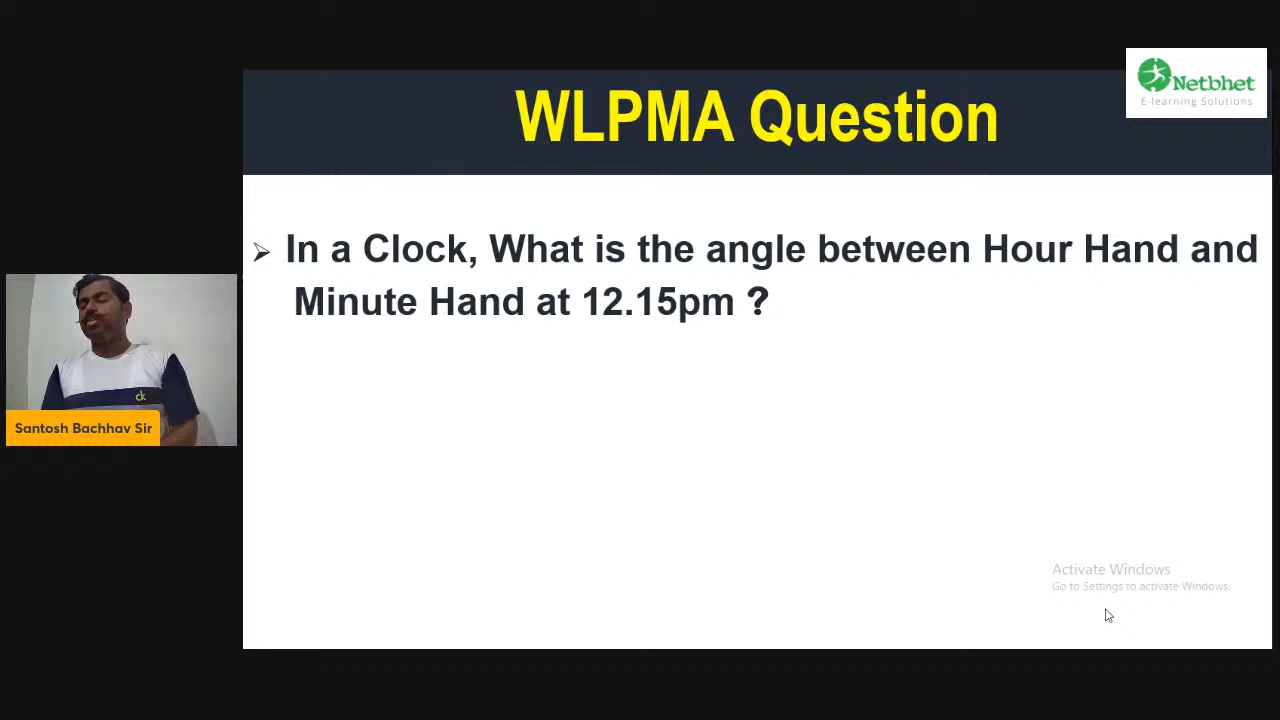 WLPMA Question
Netbhet
E-learning Solutions
➢ In a Clock, What is the angle between Hour Hand and
Minute Hand at 12.15pm ?
ck
Santosh Bachhav Sir
Activate Windows
Go to Settings to activate Windows.